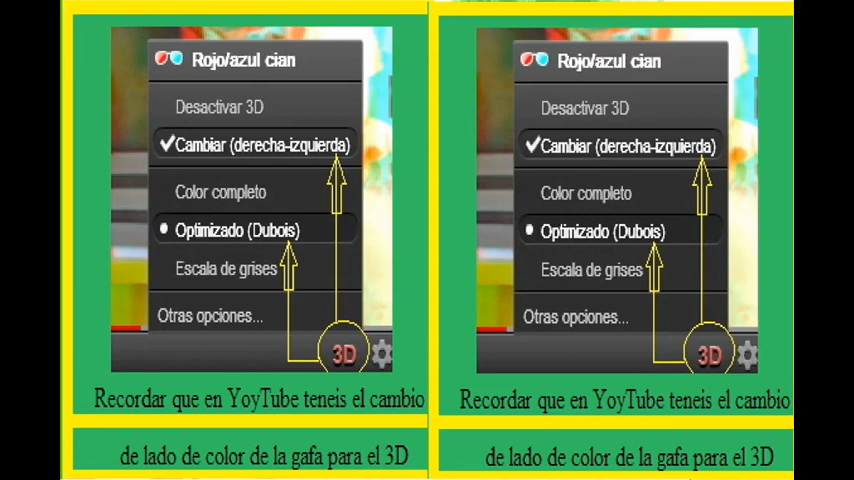 Rojo/azul cian
Desactivar 3D
Cambiar (derecha-izquierda)
Color completo
Optimizado (Dubois)
Escala de grises
Otras opciones...
3D
Recordar que en YoyTube teneis el cambio
de lado de color de la gafa para el 3D
Rojo/azul cian
Desactivar 3D
Cambiar (derecha-izquierda)
Color completo
Optimizado (Dubois)
Escala de grises
Otras opciones...
3D
Recordar que en YoyTube teneis el cambio
de lado de color de la gafa para el 3D